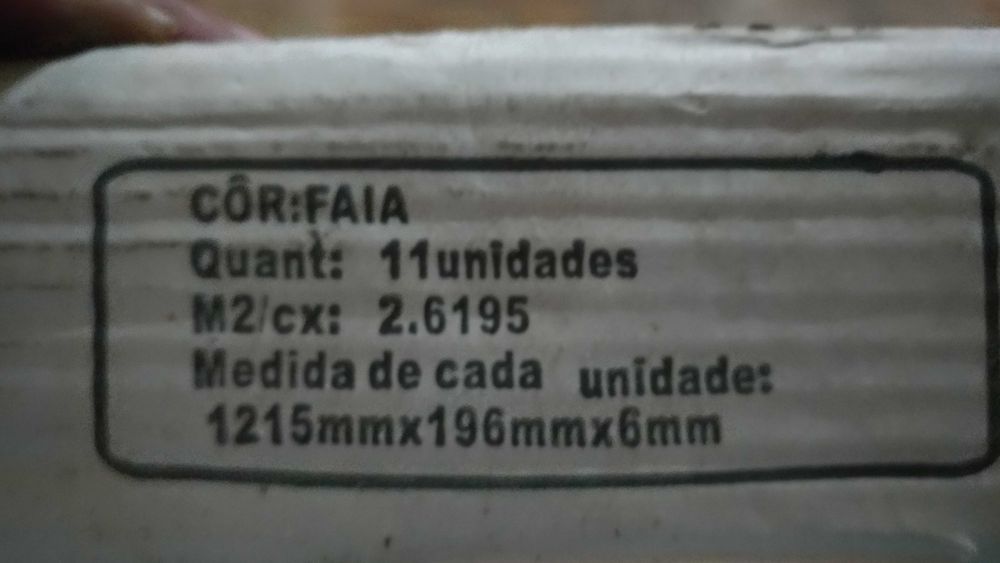 CÔR:FAIA
Quant: 11unidades
M2/cx: 2.6195
Medida de cada unidade:
1215mmx196mmx6mm